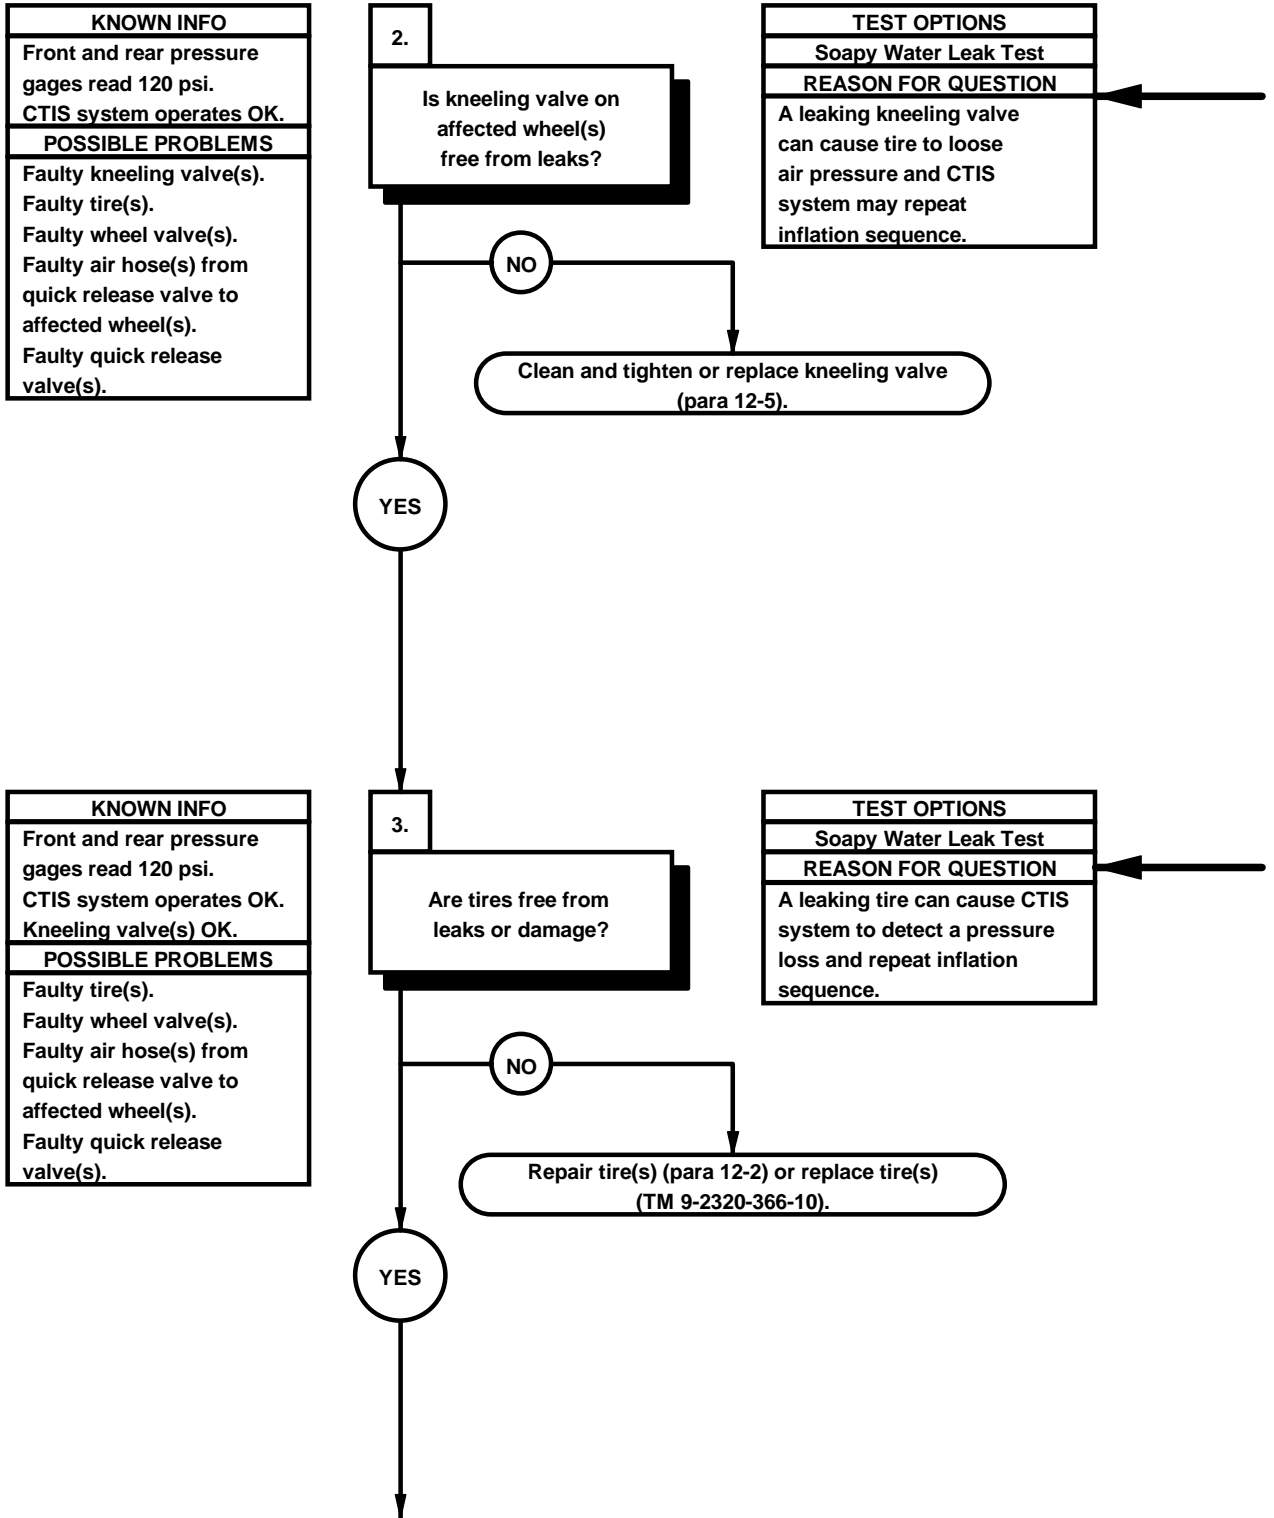 KNOWN INFO
Front and rear pressure
gages read 120 psi.
CTIS system operates OK.
POSSIBLE PROBLEMS
Faulty kneeling valve(s).
Faulty tire(s).
Faulty wheel valve(s).
Faulty air hose(s) from
quick release valve to
affected wheel(s).
Faulty quick release
valve(s).
2.
Is kneeling valve on
affected wheel(s)
free from leaks?
TEST OPTIONS
Soapy Water Leak Test
REASON FOR QUESTION
A leaking kneeling valve
can cause tire to loose
air pressure and CTIS
system may repeat
inflation sequence.
NO
Clean and tighten or replace kneeling valve
(para 12-5).
YES
KNOWN INFO
Front and rear pressure
gages read 120 psi.
CTIS system operates OK.
Kneeling valve(s) OK.
POSSIBLE PROBLEMS
Faulty tire(s).
Faulty wheel valve(s).
Faulty air hose(s) from
quick release valve to
affected wheel(s).
Faulty quick release
valve(s).
3.
Are tires free from
leaks or damage?
TEST OPTIONS
Soapy Water Leak Test
REASON FOR QUESTION
A leaking tire can cause CTIS
system to detect a pressure
loss and repeat inflation
sequence.
NO
Repair tire(s) (para 12-2) or replace tire(s)
(TM 9-2320-366-10).
YES